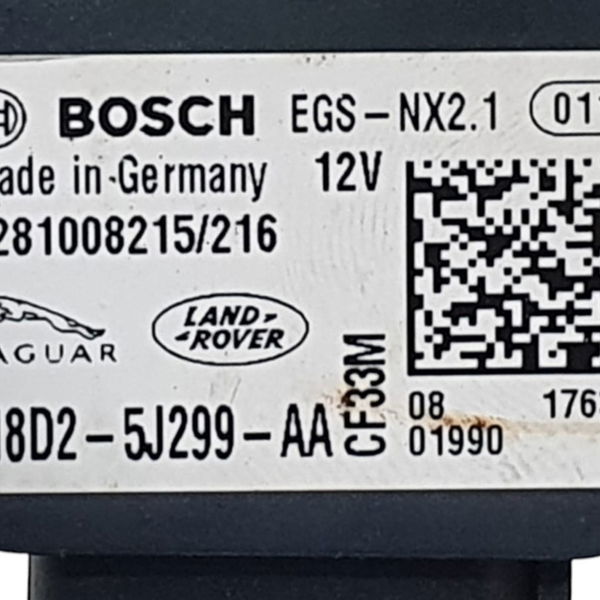 BOSCH EGS-NX2.1 011
ade in Germany 12V
281008215/216
LAND-
-ROVER
AGUAR
CF33M
8D2-5J299-AA
08 176
01990